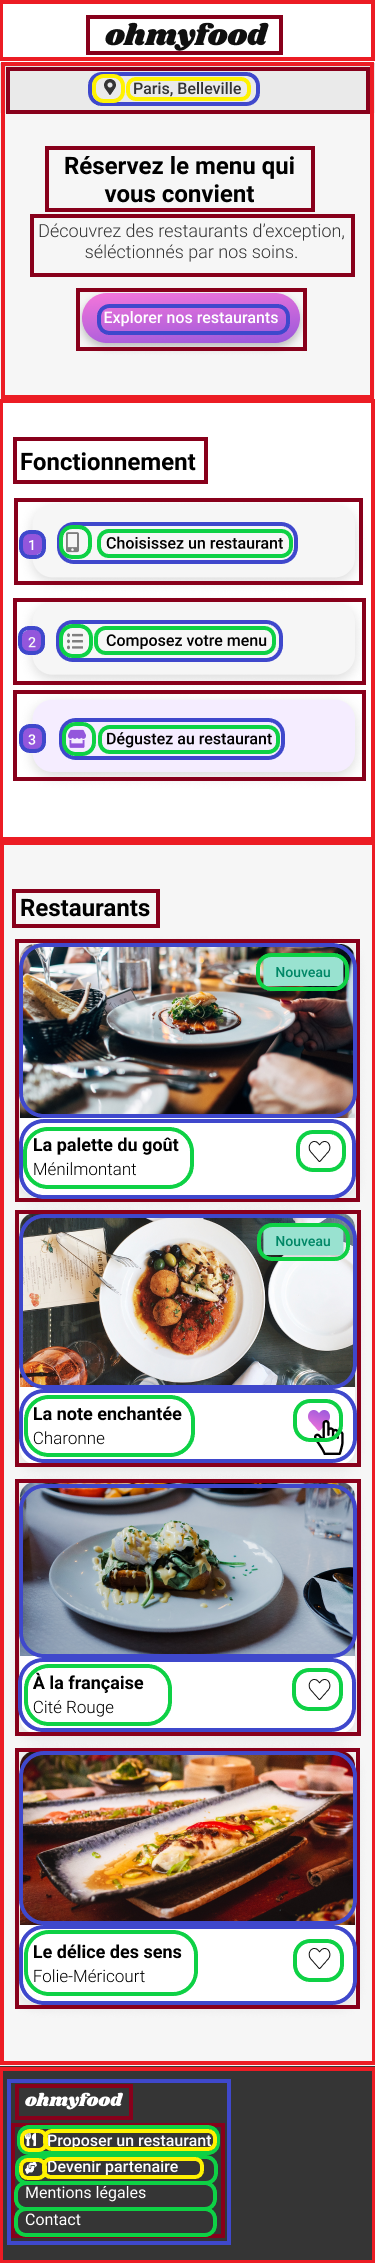 ohmyfood
Paris, Belleville
Réservez le menu qui
vous convient
Découvrez des restaurants d’exception,
séléctionnés par nos soins.
Explorer nos restaurants
Fonctionnement
1 Choisissez un restaurant
2 Composez votre menu
3 Dégustez au restaurant
Restaurants
Nouveau
La palette du goût
Ménilmontant
Nouveau
La note enchantée
Charonne
À la française
Cité Rouge
Le délice des sens
Folie-Méricourt
ohmyfood
Proposer un restaurant
Devenir partenaire
Mentions légales
Contact